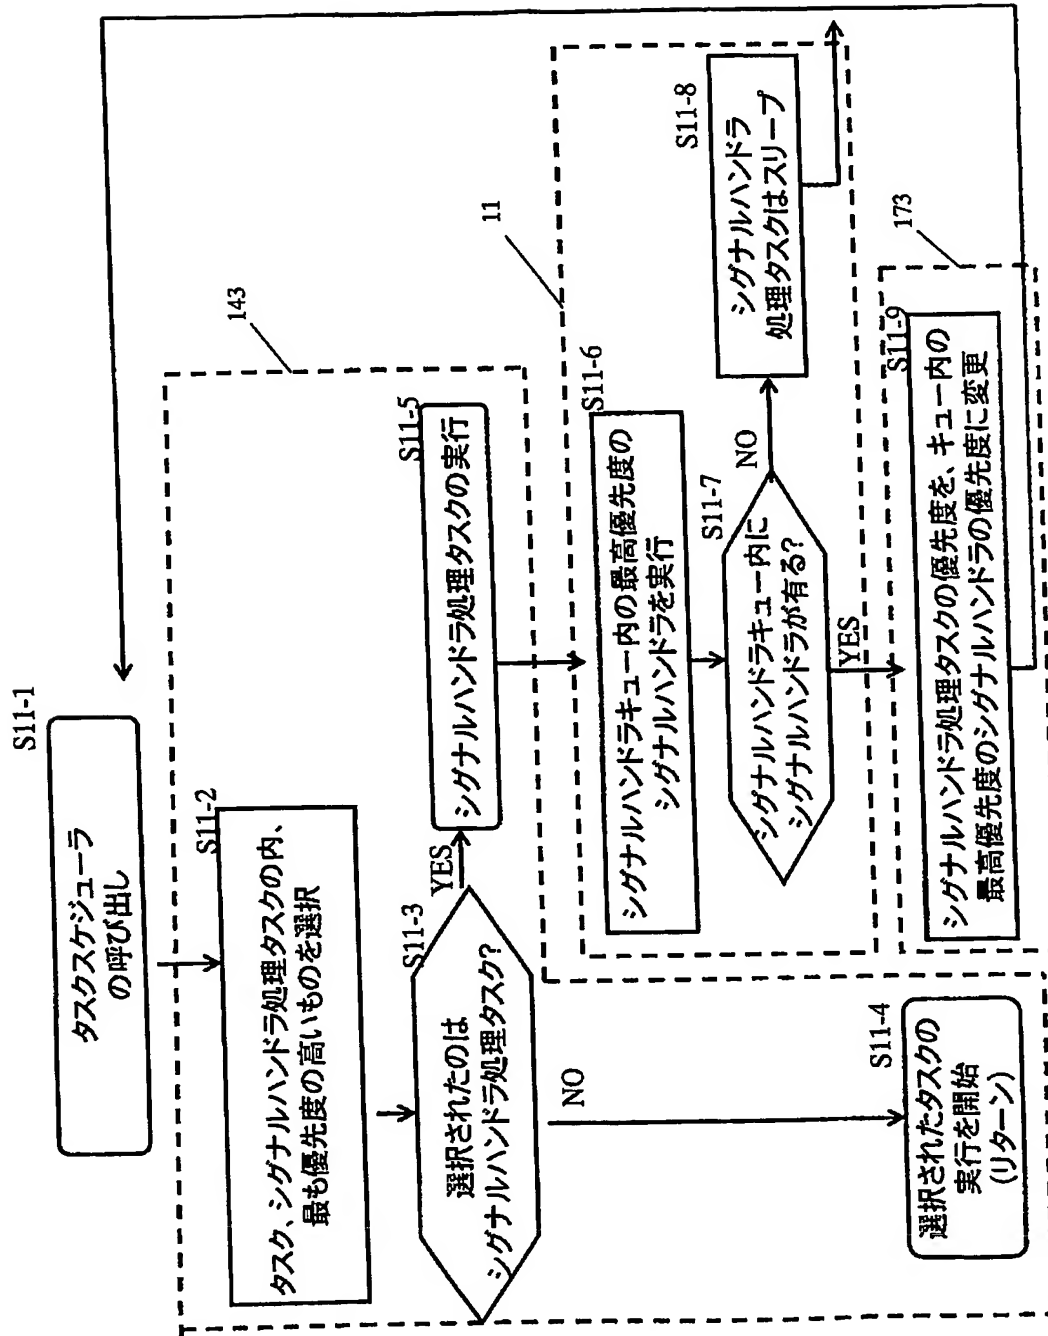 S11-1
タスクスケジューラ
の呼び出し
S11-2
タスク、シグナルハンドラ処理タスクの内、
最も優先度の高いものを選択
143
S11-3
選択されたのは
シグナルハンドラ処理タスク?
YES
NO
S11-4
選択されたタスクの
実行を開始
(リターン)
S11-5
シグナルハンドラ処理タスクの実行
11
S11-6
シグナルハンドラキュー内の最高優先度の
シグナルハンドラを実行
S11-7
シグナルハンドラキュー内に
シグナルハンドラが有る?
NO
YES
S11-8
シグナルハンドラ
処理タスクはスリープ
173
S11-9
シグナルハンドラ処理タスクの優先度を、キュー内の
最高優先度のシグナルハンドラの優先度に変更